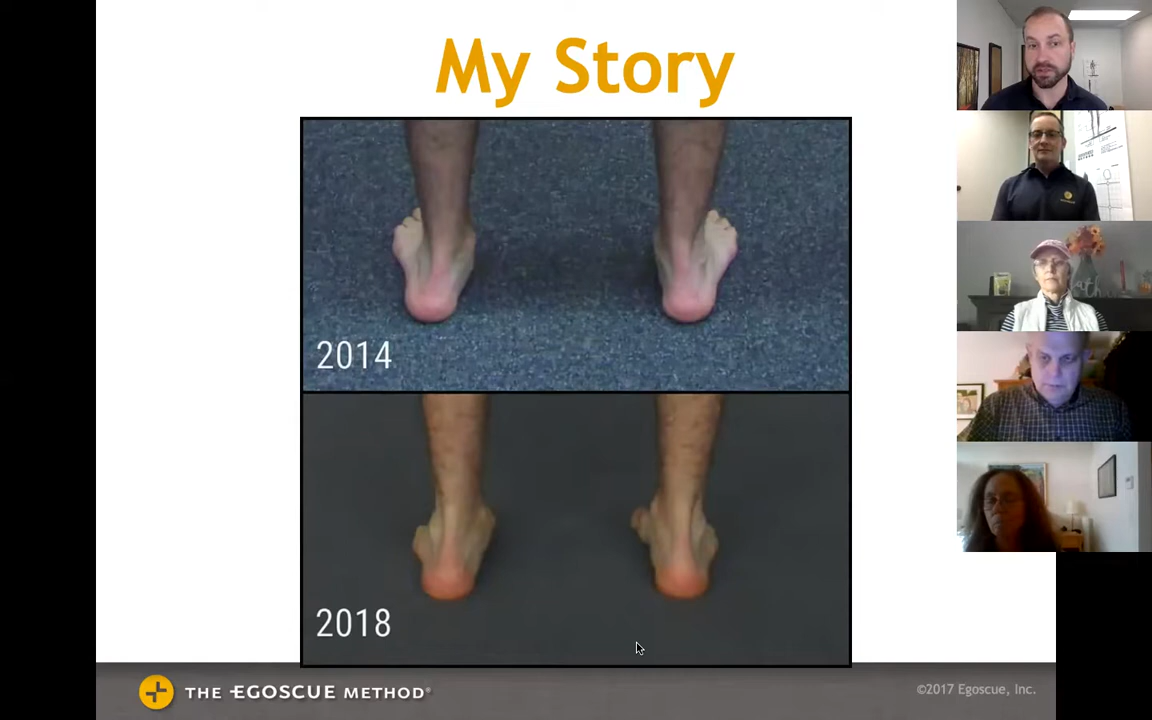 My Story
2014
2018
THE EGOSCUE METHOD®
©2017 Egoscue, Inc.